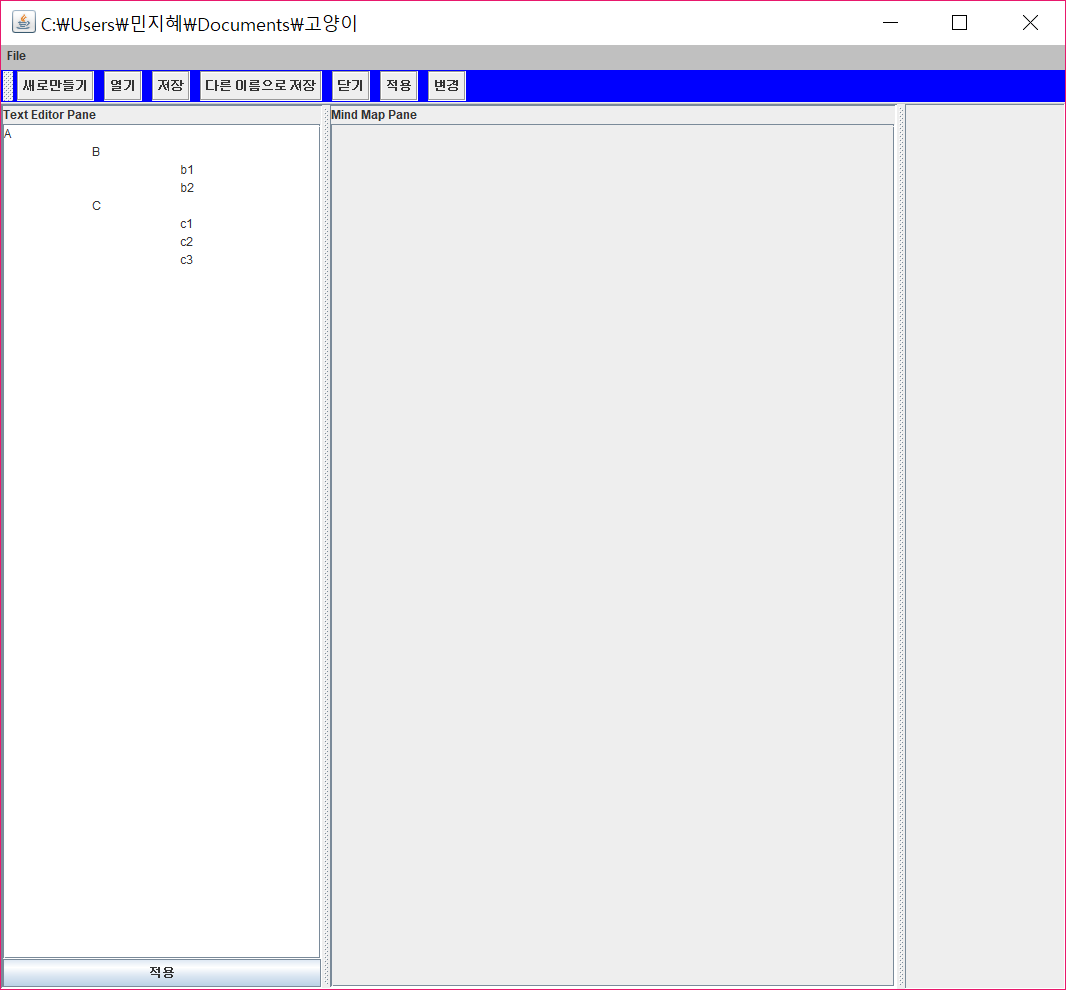 C:₩Users₩민지혜₩Documents₩고양이
File
새로만들기 열기 저장 다른 이름으로 저장 닫기 적용 변경
Text Editor Pane
A
B
b1
b2
C
c1
c2
c3
적용
Mind Map Pane